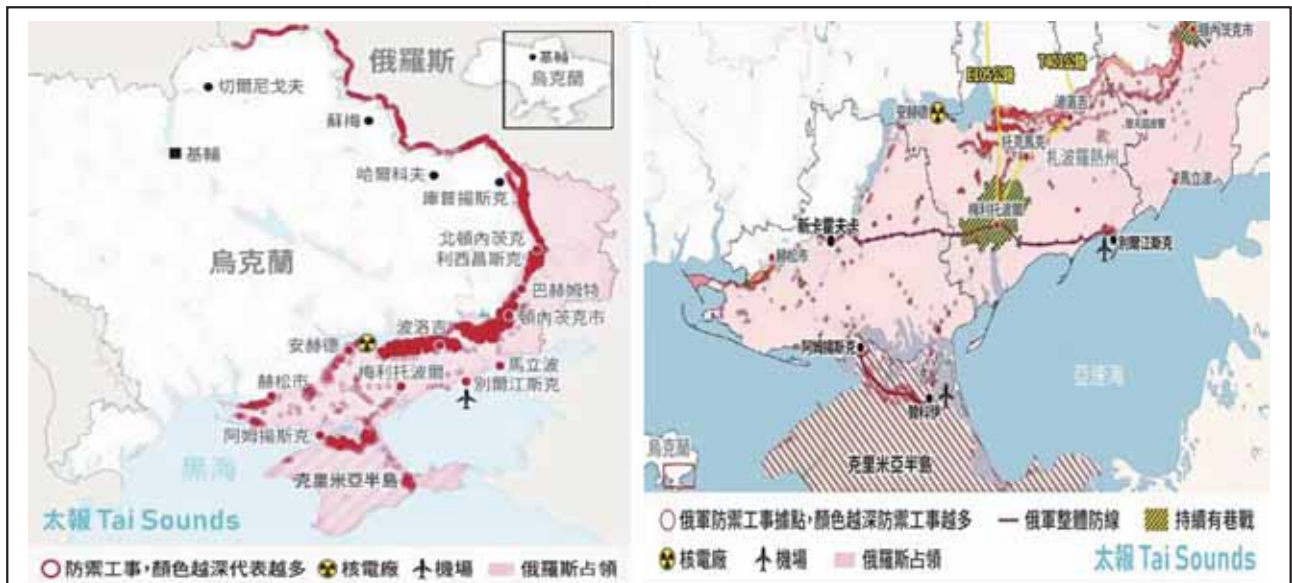 俄羅斯
基輔
烏克蘭
切爾尼戈夫
蘇梅
基輔
哈爾科夫
庫普揚斯克
烏克蘭
北頓內茨克
利西昌斯克
巴赫姆特
頓內茨克市
波洛吉
安赫德
梅利托波爾
馬立波
別爾江斯克
赫松市
阿姆揚斯克
黑海
克里米亞半島
太報 Tai Sounds
防禦工事,顏色越深代表越多 核電廠 機場 俄羅斯占領
頓內茨克市
E105公路
T401公路
安赫德
波洛吉
托克馬克
札波羅熱州
馬立波
梅利托波爾
新卡霍夫卡
別爾江斯克
赫松市
阿姆揚斯克
亞速海
簡科伊
烏克蘭
克里米亞半島
俄軍防禦工事據點,顏色越深防禦工事越多 俄軍整體防線 持續有巷戰
核電廠 機場 俄羅斯占領 太報 Tai Sounds